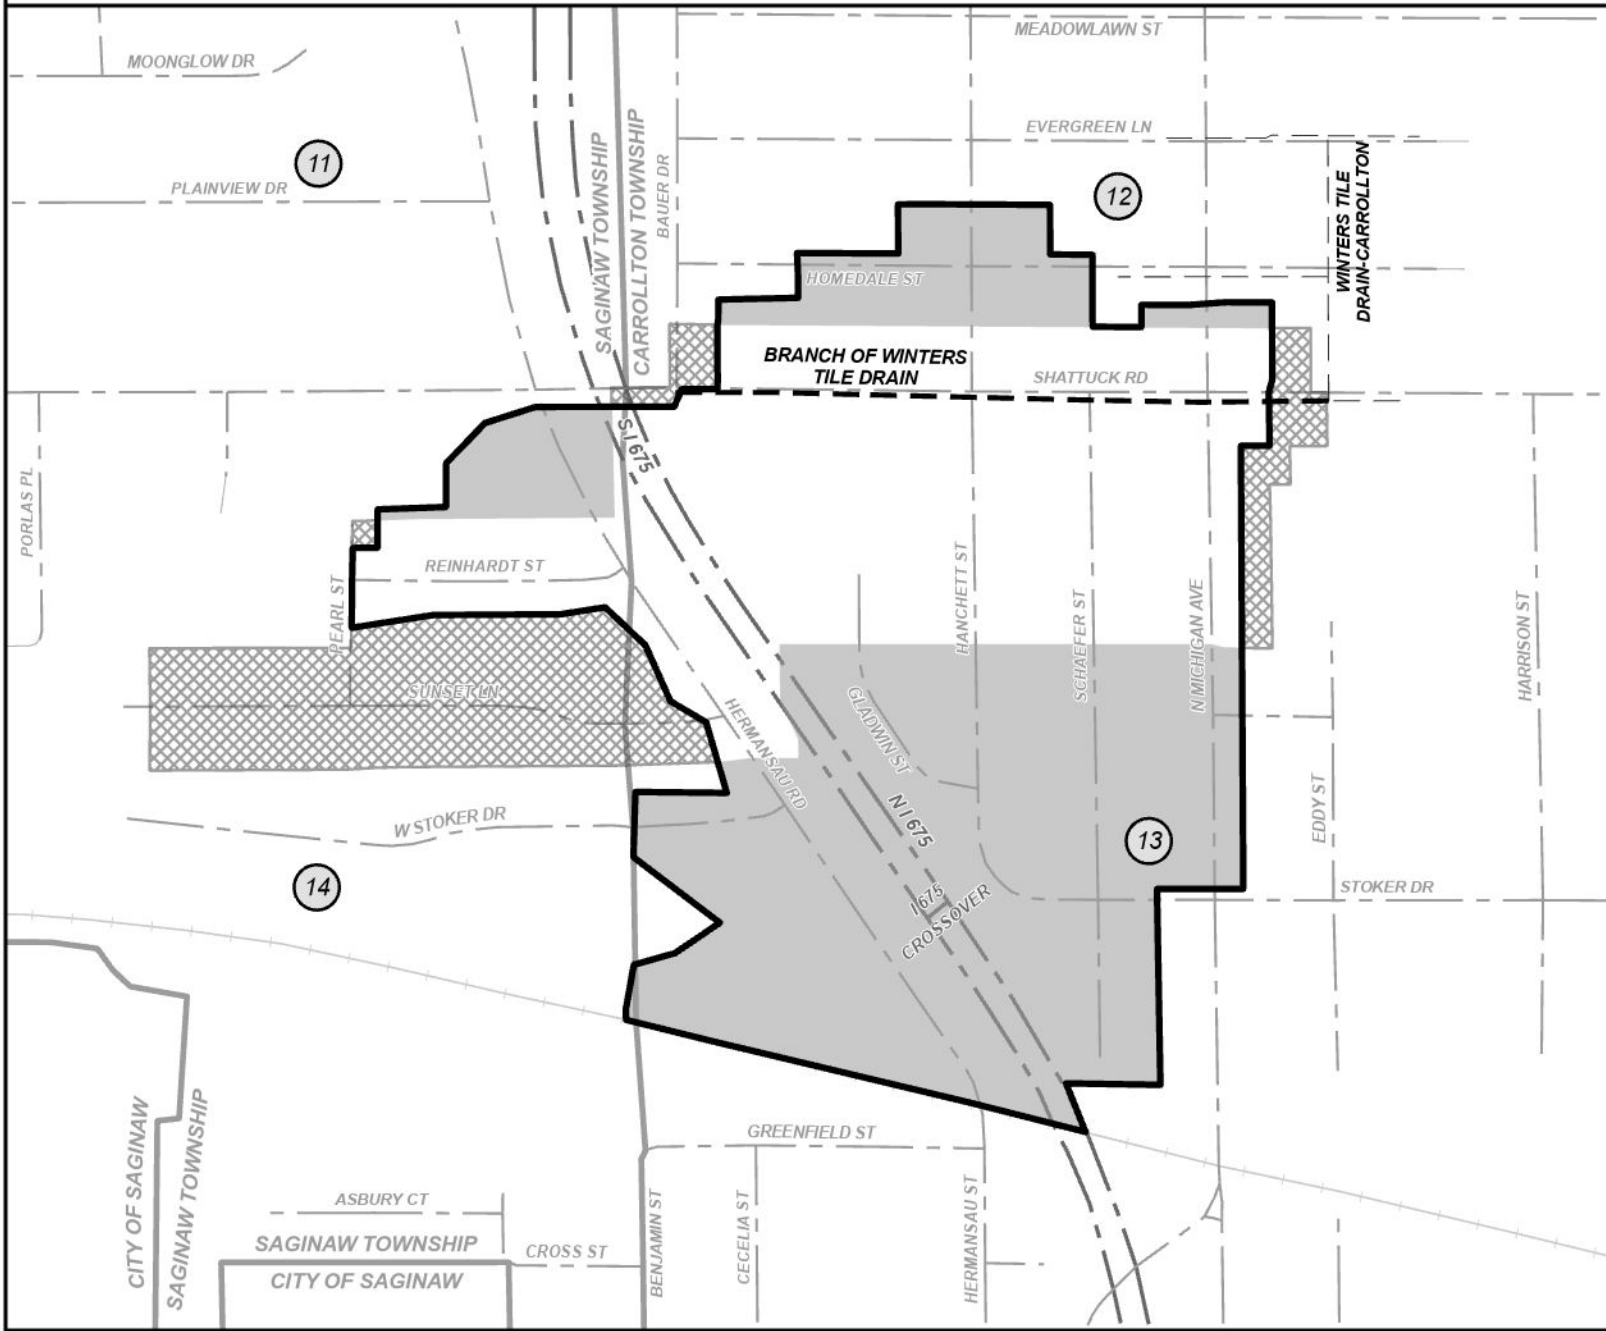 MEADOWLAWN ST
MOONGLOW DR
EVERGREEN LN
11
PLAINVIEW DR
SAGINAW TOWNSHIP
CARROLLTON TOWNSHIP
BAUER DR
12
WINTERS TILE
DRAIN-CARROLLTON
HOMEDALE ST
BRANCH OF WINTERS
TILE DRAIN
SHATTUCK RD
S I 675
PORLAS PL
REINHARDT ST
PEARL ST
HANCHETT ST
SCHAEFER ST
N MICHIGAN AVE
HARRISON ST
SUNSET LN
HERMANSAU RD
GLADWIN ST
N I 675
W STOKER DR
EDDY ST
13
14
I 675
CROSSOVER
STOKER DR
GREENFIELD ST
CITY OF SAGINAW
SAGINAW TOWNSHIP
ASBURY CT
SAGINAW TOWNSHIP
CITY OF SAGINAW
CROSS ST
BENJAMIN ST
CECELIA ST
HERMANSAU ST